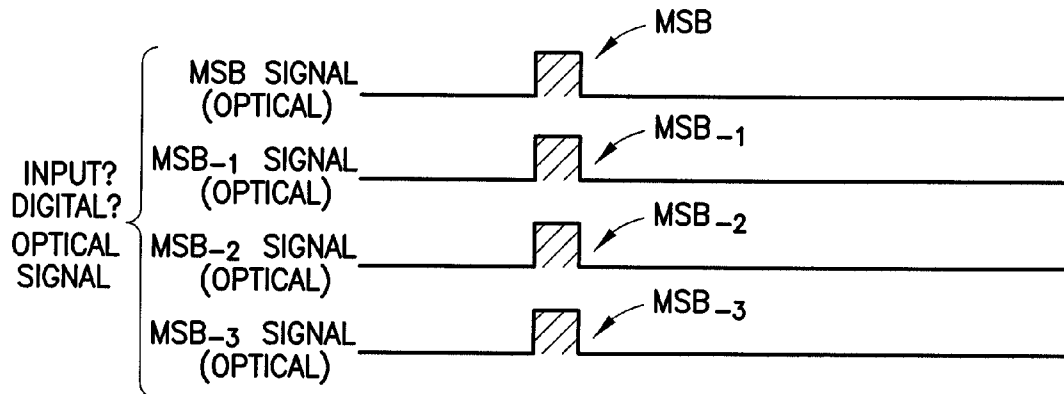 MSB
MSB SIGNAL
(OPTICAL)
MSB-1
MSB-1 SIGNAL
(OPTICAL)
INPUT?
DIGITAL?
OPTICAL
SIGNAL
MSB-2
MSB-2 SIGNAL
(OPTICAL)
MSB-3
MSB-3 SIGNAL
(OPTICAL)